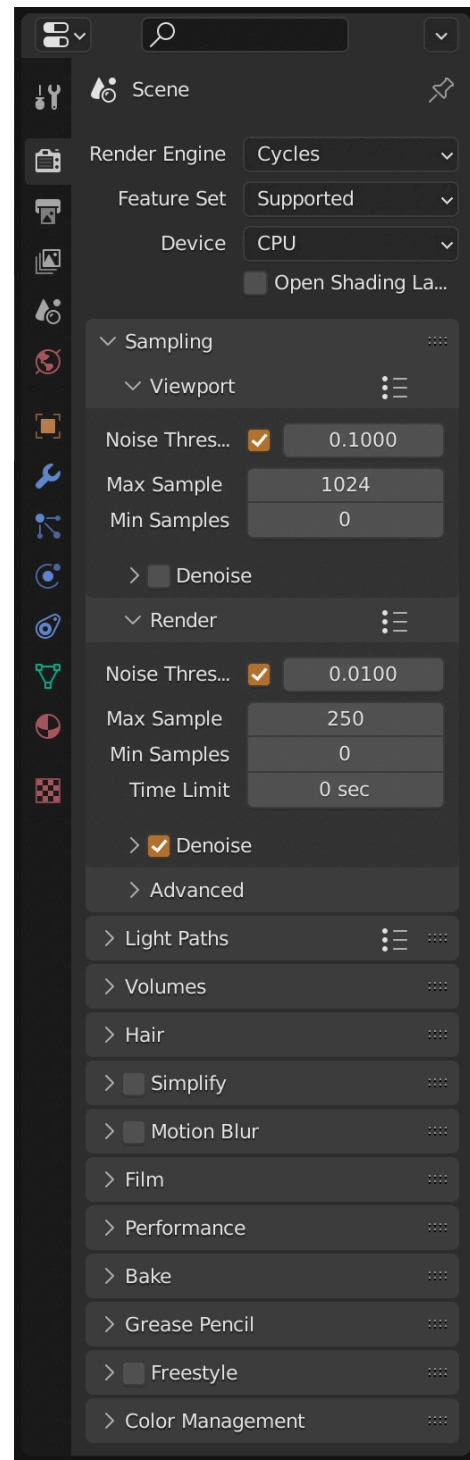 Scene
Render Engine Cycles
Feature Set Supported
Device CPU
Open Shading La...
Sampling
Viewport
Noise Thres... 0.1000
Max Sample 1024
Min Samples 0
Denoise
Render
Noise Thres... 0.0100
Max Sample 250
Min Samples 0
Time Limit 0 sec
Denoise
Advanced
Light Paths
Volumes
Hair
Simplify
Motion Blur
Film
Performance
Bake
Grease Pencil
Freestyle
Color Management